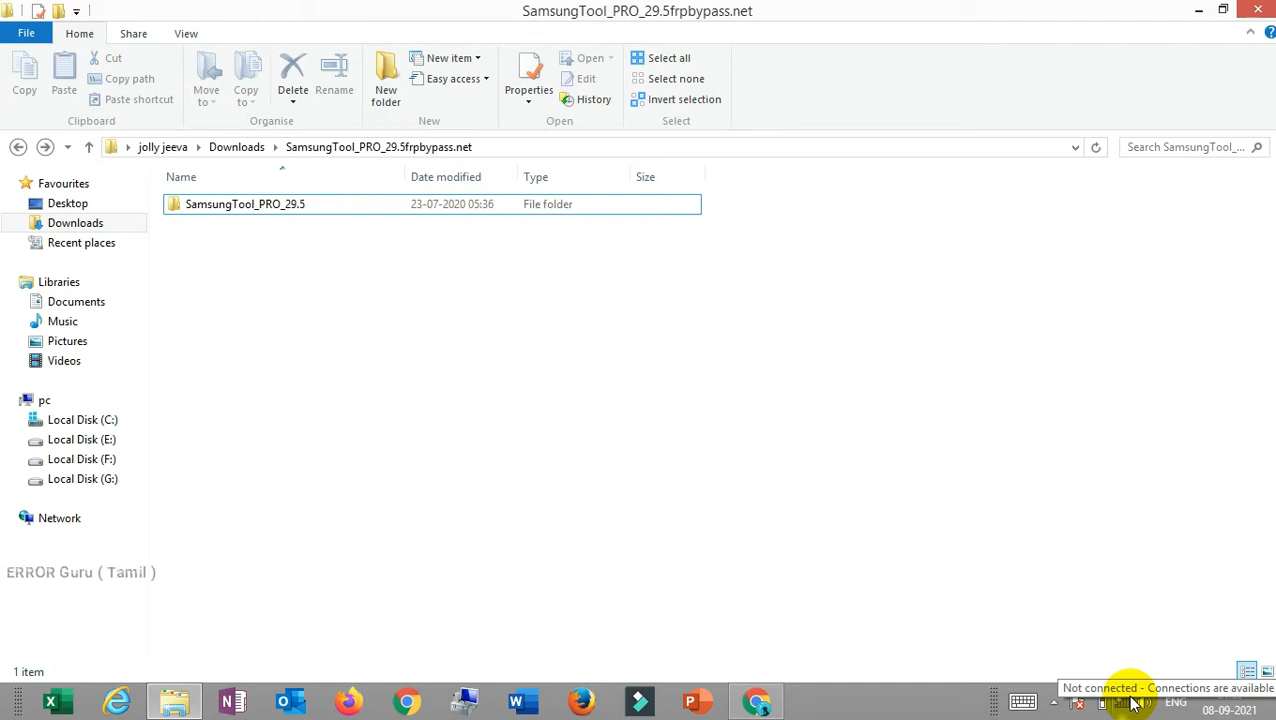 SamsungTool_PRO_29.5frpbypass.net
File Home Share View
Copy Paste Cut Copy path Paste shortcut Move to Copy to Delete Rename New folder New item Easy access Properties Open Edit History Select all Select none Invert selection
Clipboard Organise New Open Select
jolly jeeva Downloads SamsungTool_PRO_29.5frpbypass.net Search SamsungTool_...
Name Date modified Type Size
SamsungTool_PRO_29.5 23-07-2020 05:36 File folder
Favourites
Desktop
Downloads
Recent places
Libraries
Documents
Music
Pictures
Videos
pc
Local Disk (C:)
Local Disk (E:)
Local Disk (F:)
Local Disk (G:)
Network
ERROR Guru ( Tamil )
1 item
Not connected - Connections are available
ENG
08-09-2021